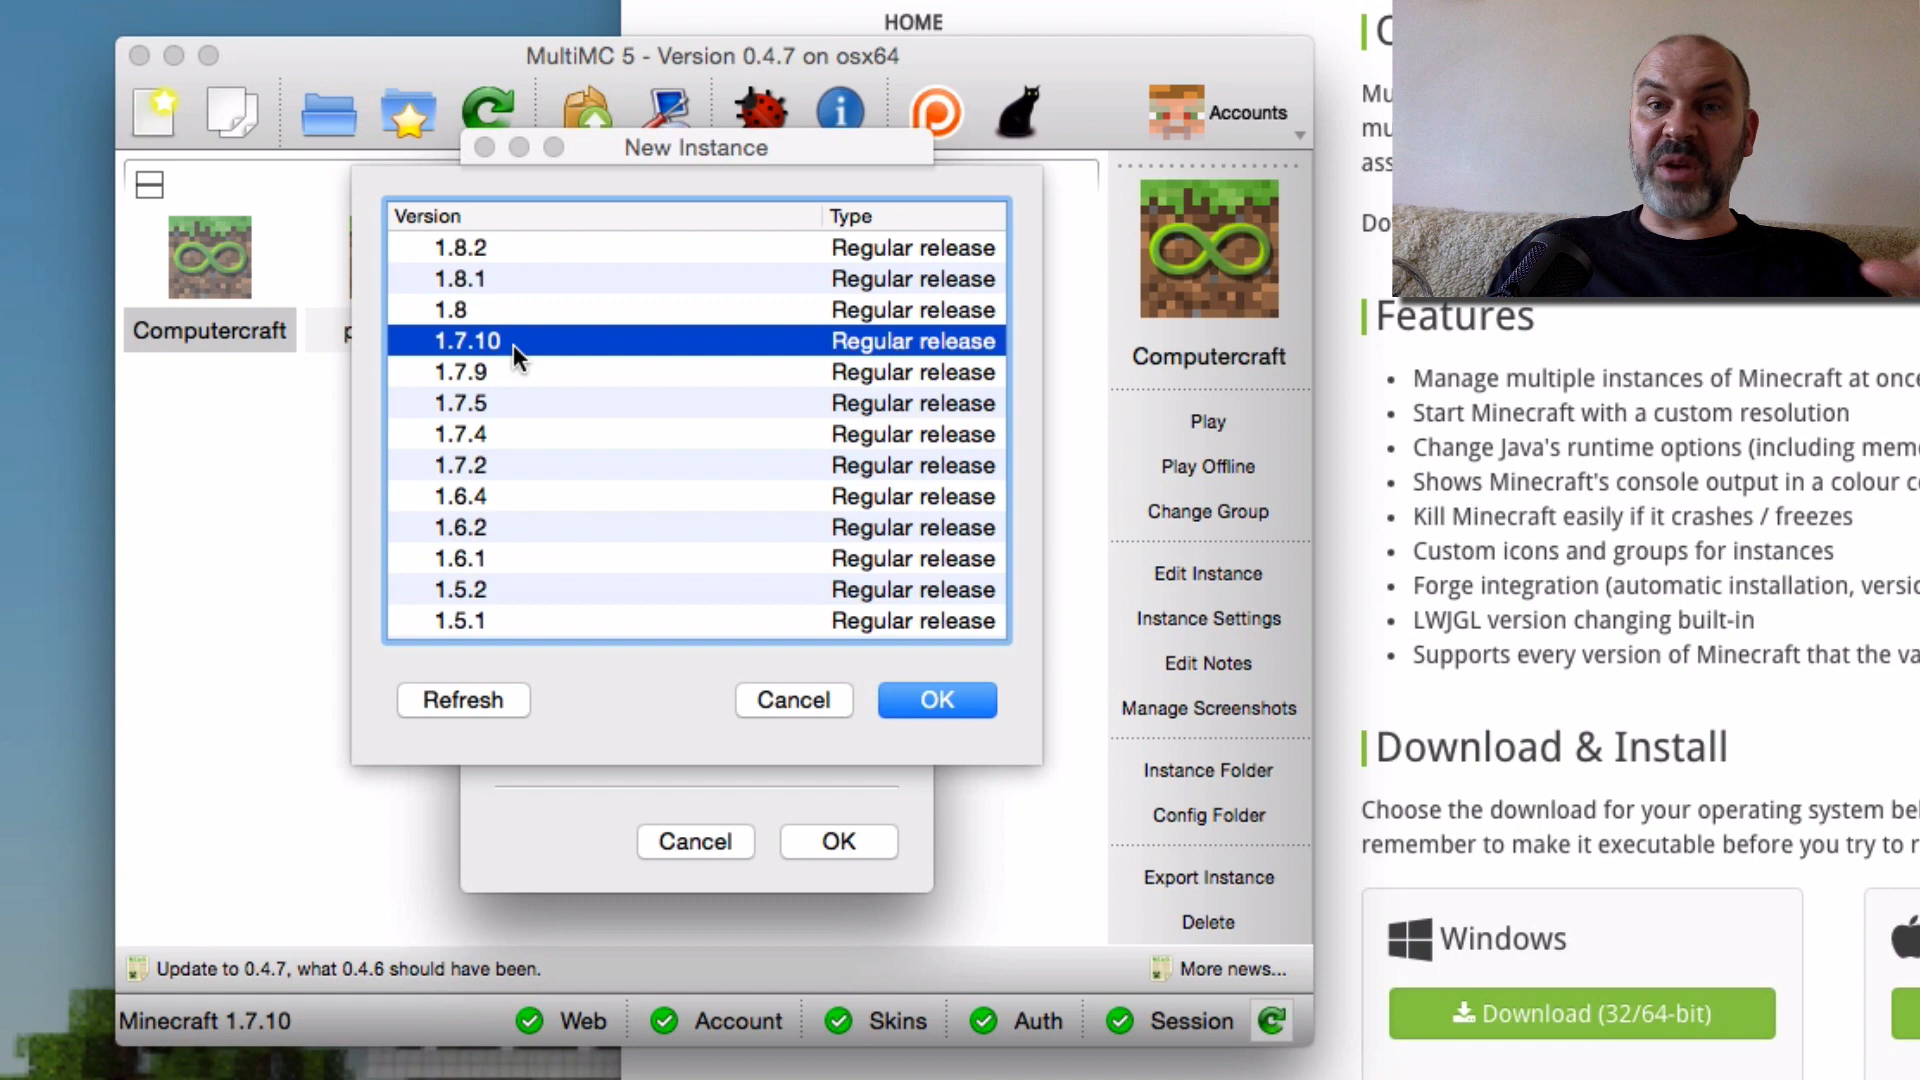 HOME
MultiMC 5 - Version 0.4.7 on osx64
Accounts
New Instance
Version Type
1.8.2 Regular release
1.8.1 Regular release
1.8 Regular release
1.7.10 Regular release
1.7.9 Regular release
1.7.5 Regular release
1.7.4 Regular release
1.7.2 Regular release
1.6.4 Regular release
1.6.2 Regular release
1.6.1 Regular release
1.5.2 Regular release
1.5.1 Regular release
Refresh Cancel OK
Cancel OK
Computercraft
Computercraft
Play
Play Offline
Change Group
Edit Instance
Instance Settings
Edit Notes
Manage Screenshots
Instance Folder
Config Folder
Export Instance
Delete
Update to 0.4.7, what 0.4.6 should have been.
More news...
Minecraft 1.7.10
Web Account Skins Auth Session
Features
• Manage multiple instances of Minecraft at once
• Start Minecraft with a custom resolution
• Change Java's runtime options (including mem
• Shows Minecraft's console output in a colour c
• Kill Minecraft easily if it crashes / freezes
• Custom icons and groups for instances
• Forge integration (automatic installation, versio
• LWJGL version changing built-in
• Supports every version of Minecraft that the va
Download & Install
Choose the download for your operating system bel
remember to make it executable before you try to r
Windows
Download (32/64-bit)